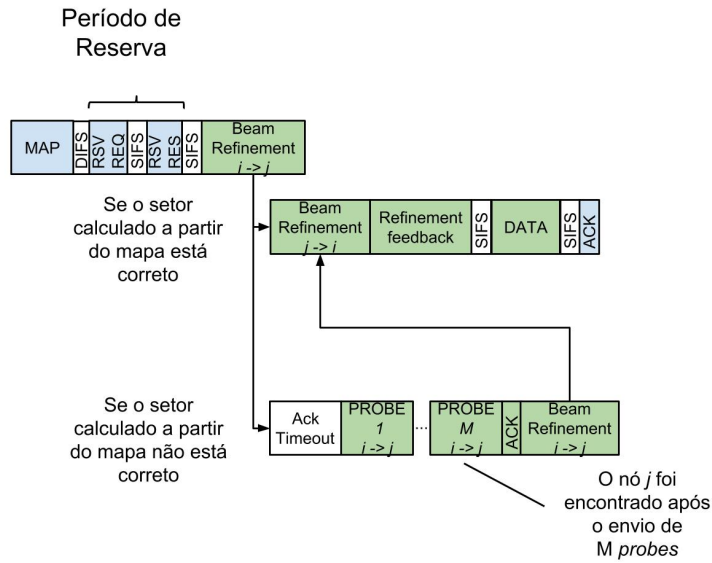 Período de
Reserva
MAP
DIFS
RSV
REQ
SIFS
RSV
RES
SIFS
Beam
Refinement
i -> j
Se o setor
calculado a partir
do mapa está
correto
Beam
Refinement
j -> i
Refinement
feedback
SIFS
DATA
SIFS
ACK
Se o setor
calculado a partir
do mapa não está
correto
Ack
Timeout
PROBE
1
i -> j
...
PROBE
M
i -> j
ACK
Beam
Refinement
i -> j
O nó j foi
encontrado após
o envio de
M probes